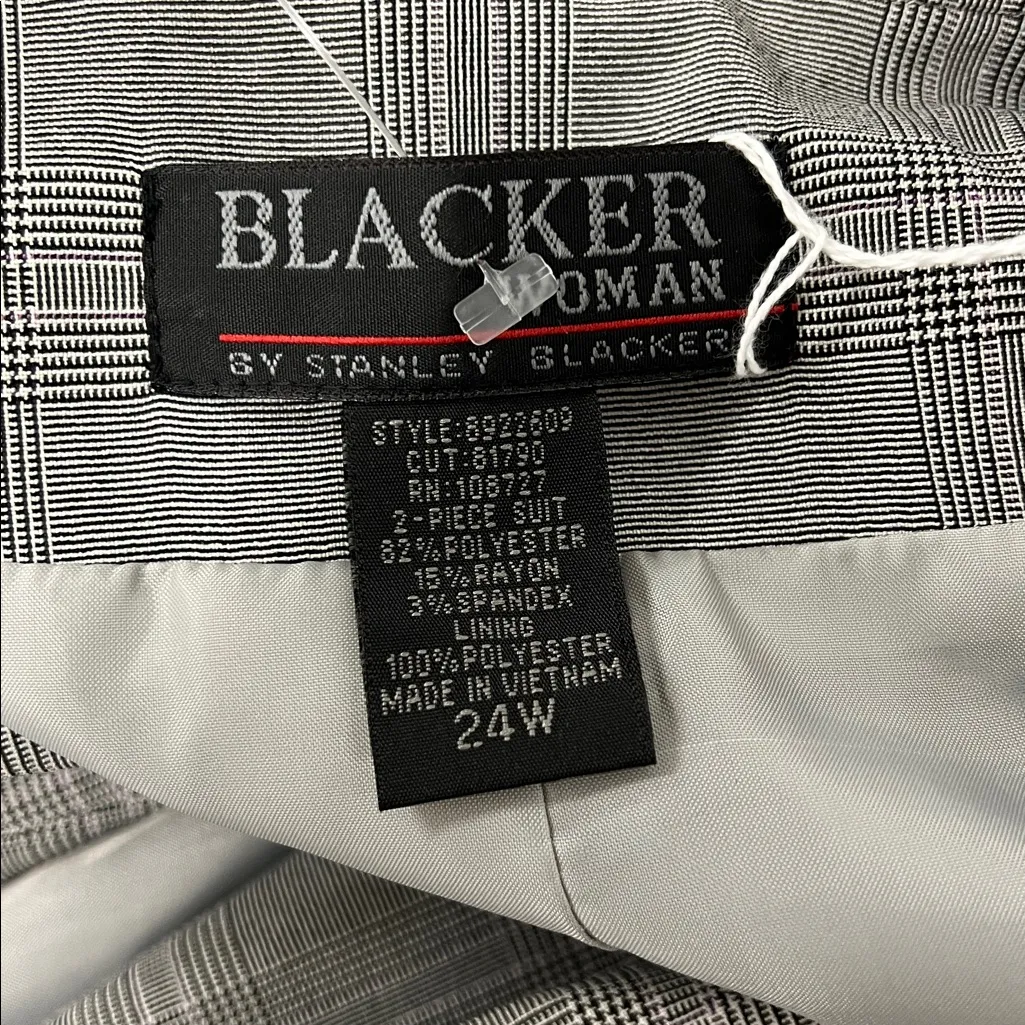 BLACKER
WOMAN
BY STANLEY BLACKER
STYLE:8922609
CUT:81790
RN:108727
2-PIECE SUIT
82%POLYESTER
15%RAYON
3%SPANDEX
LINING
100%POLYESTER
MADE IN VIETNAM
24W